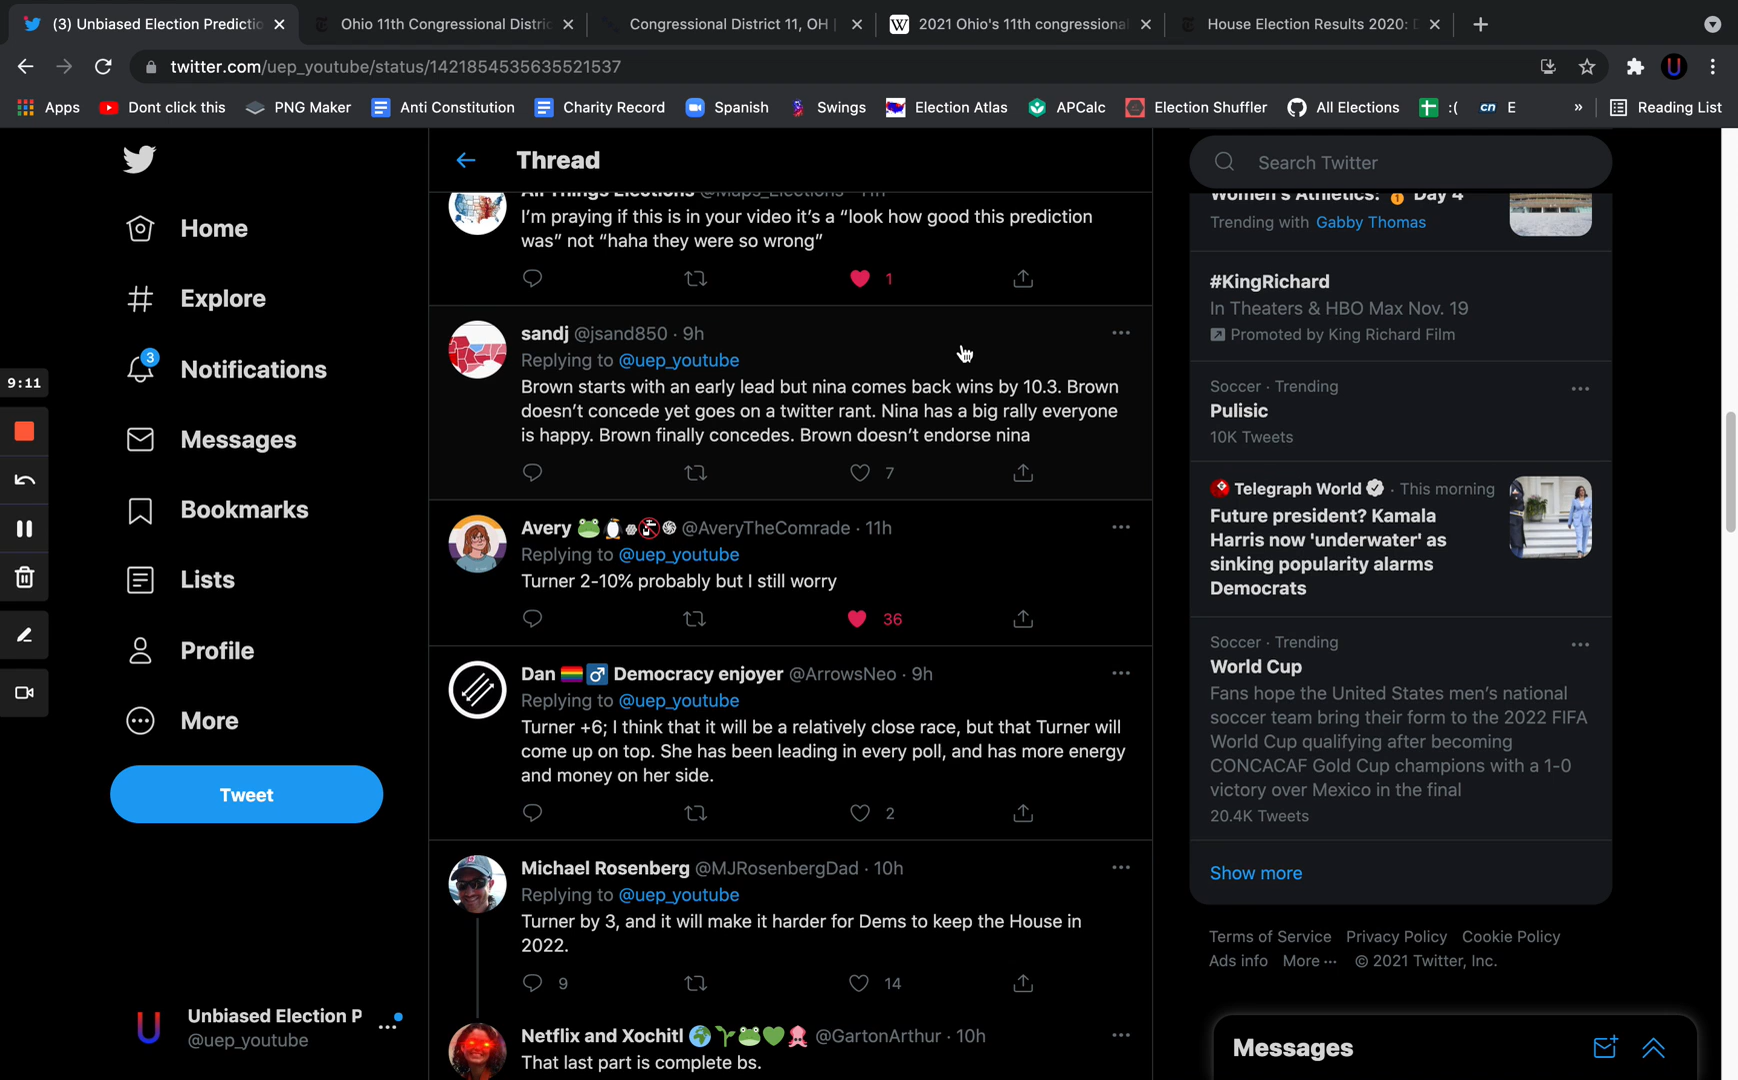 (3) Unbiased Election Predictio
Ohio 11th Congressional Distric
Congressional District 11, OH |
W 2021 Ohio's 11th congressional
House Election Results 2020:
twitter.com/uep_youtube/status/1421854535635521537
U
Apps
Dont click this
PNG Maker
Anti Constitution
Charity Record
Spanish
Swings
Election Atlas
APCalc
Election Shuffler
All Elections
:(
cn E
»
Reading List
9:11
Home
Explore
3
Notifications
Messages
Bookmarks
Lists
Profile
More
Tweet
U
Unbiased Election P
@uep_youtube
Thread
All Things Elections @Maps_Elections · 11h
I'm praying if this is in your video it's a "look how good this prediction
was" not "haha they were so wrong"
1
sandj @jsand850 · 9h
Replying to @uep_youtube
Brown starts with an early lead but nina comes back wins by 10.3. Brown
doesn't concede yet goes on a twitter rant. Nina has a big rally everyone
is happy. Brown finally concedes. Brown doesn't endorse nina
7
Avery @AveryTheComrade · 11h
Replying to @uep_youtube
Turner 2-10% probably but I still worry
36
Dan Democracy enjoyer @ArrowsNeo · 9h
Replying to @uep_youtube
Turner +6; I think that it will be a relatively close race, but that Turner will
come up on top. She has been leading in every poll, and has more energy
and money on her side.
2
Michael Rosenberg @MJRosenbergDad · 10h
Replying to @uep_youtube
Turner by 3, and it will make it harder for Dems to keep the House in
2022.
9
14
Netflix and Xochitl @GartonArthur · 10h
That last part is complete bs.
Search Twitter
Women's Athletics: Day 4
Trending with Gabby Thomas
#KingRichard
In Theaters & HBO Max Nov. 19
Promoted by King Richard Film
Soccer · Trending
Pulisic
10K Tweets
Telegraph World · This morning
Future president? Kamala
Harris now 'underwater' as
sinking popularity alarms
Democrats
Soccer · Trending
World Cup
Fans hope the United States men's national
soccer team bring their form to the 2022 FIFA
World Cup qualifying after becoming
CONCACAF Gold Cup champions with a 1-0
victory over Mexico in the final
20.4K Tweets
Show more
Terms of Service Privacy Policy Cookie Policy
Ads info More ··· © 2021 Twitter, Inc.
Messages